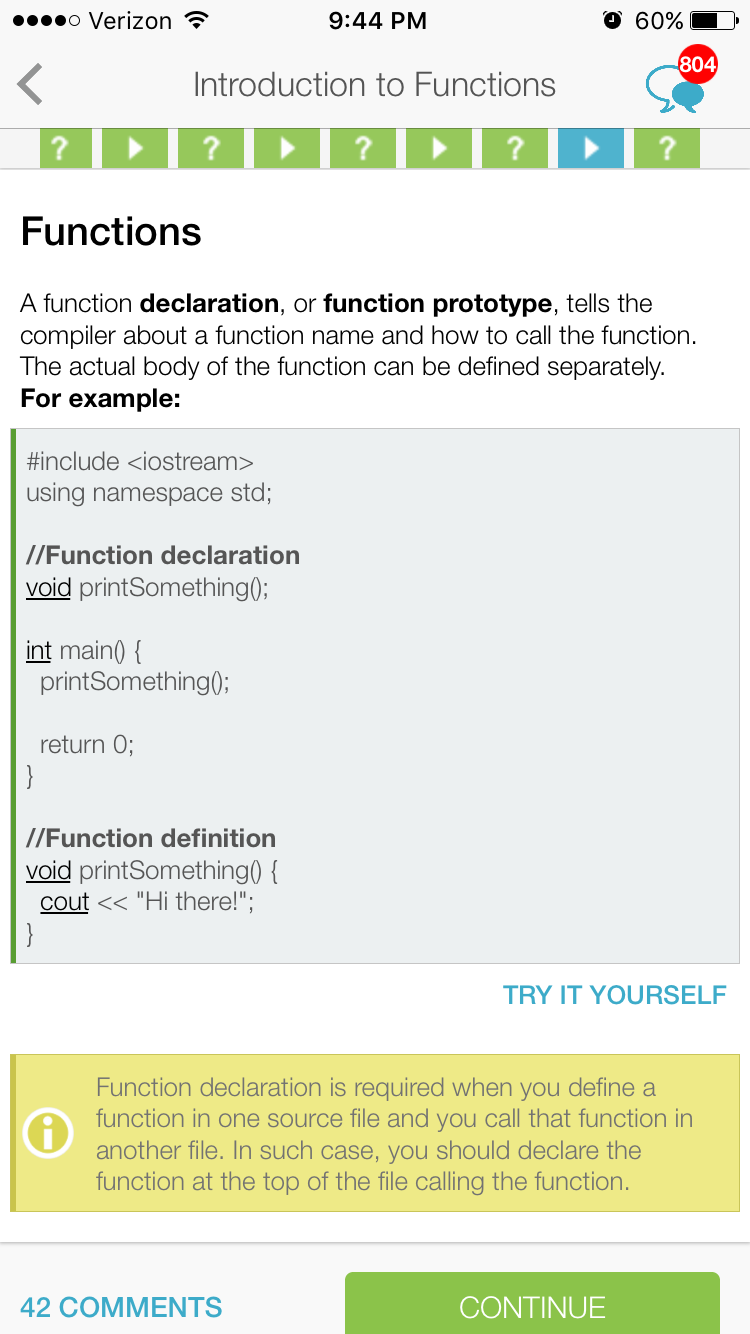 Verizon 9:44 PM 60%
Introduction to Functions 804
? ? ? ? ?
Functions
A function declaration, or function prototype, tells the
compiler about a function name and how to call the function.
The actual body of the function can be defined separately.
For example:
#include <iostream>
using namespace std;
//Function declaration
void printSomething();
int main() {
printSomething();
return 0;
}
//Function definition
void printSomething() {
cout << "Hi there!";
}
TRY IT YOURSELF
Function declaration is required when you define a
function in one source file and you call that function in
another file. In such case, you should declare the
function at the top of the file calling the function.
42 COMMENTS CONTINUE